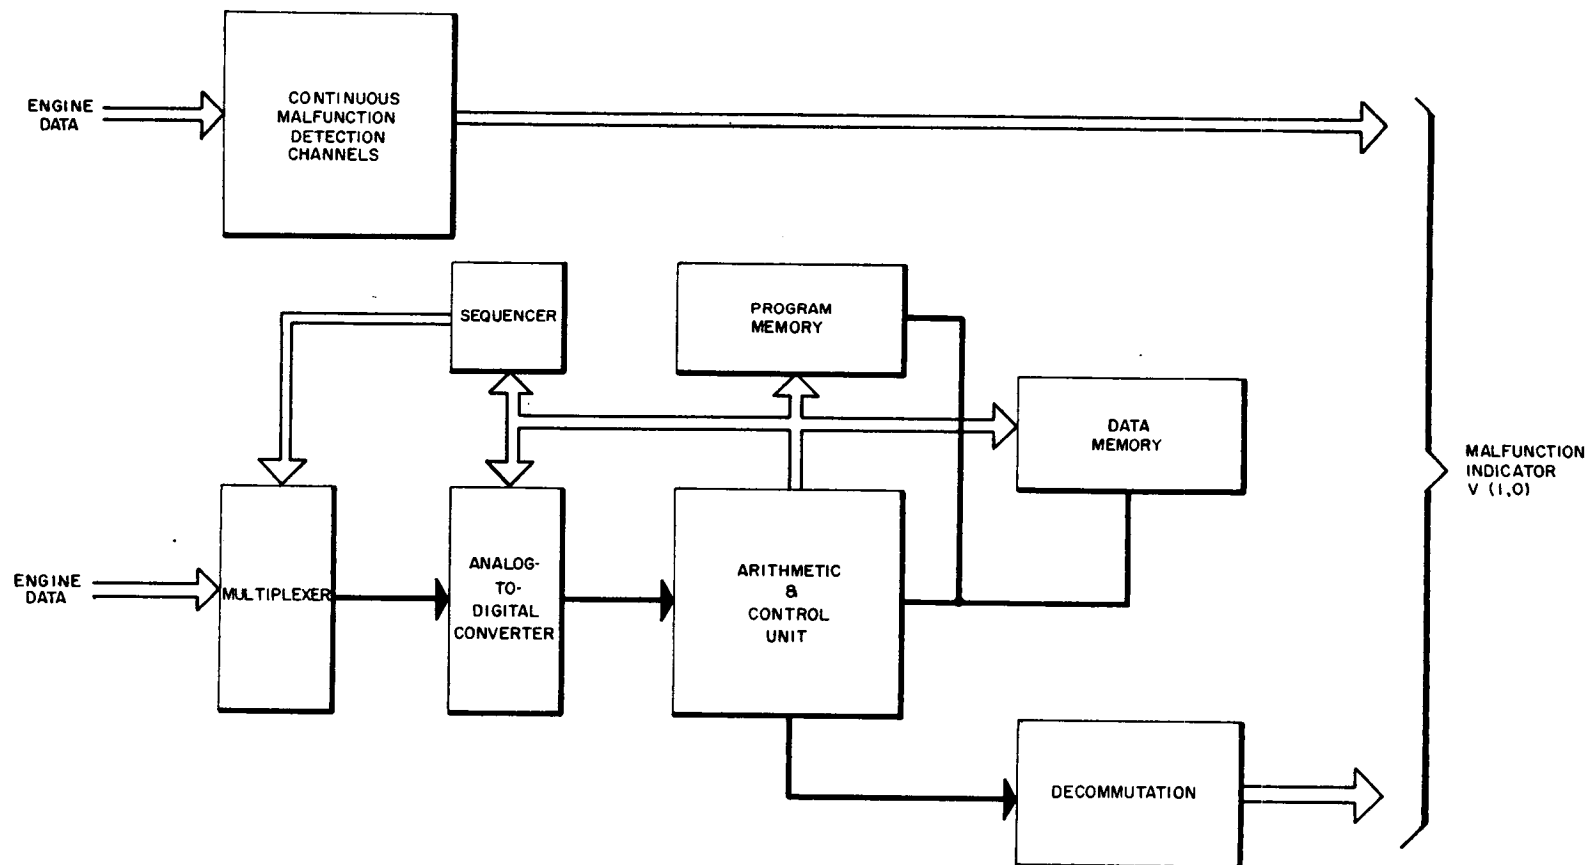 ENGINE
DATA
CONTINUOUS
MALFUNCTION
DETECTION
CHANNELS
SEQUENCER
PROGRAM
MEMORY
DATA
MEMORY
MALFUNCTION
INDICATOR
V (1,0)
ENGINE
DATA
MULTIPLEXER
ANALOG-
TO-
DIGITAL
CONVERTER
ARITHMETIC
&
CONTROL
UNIT
DECOMMUTATION